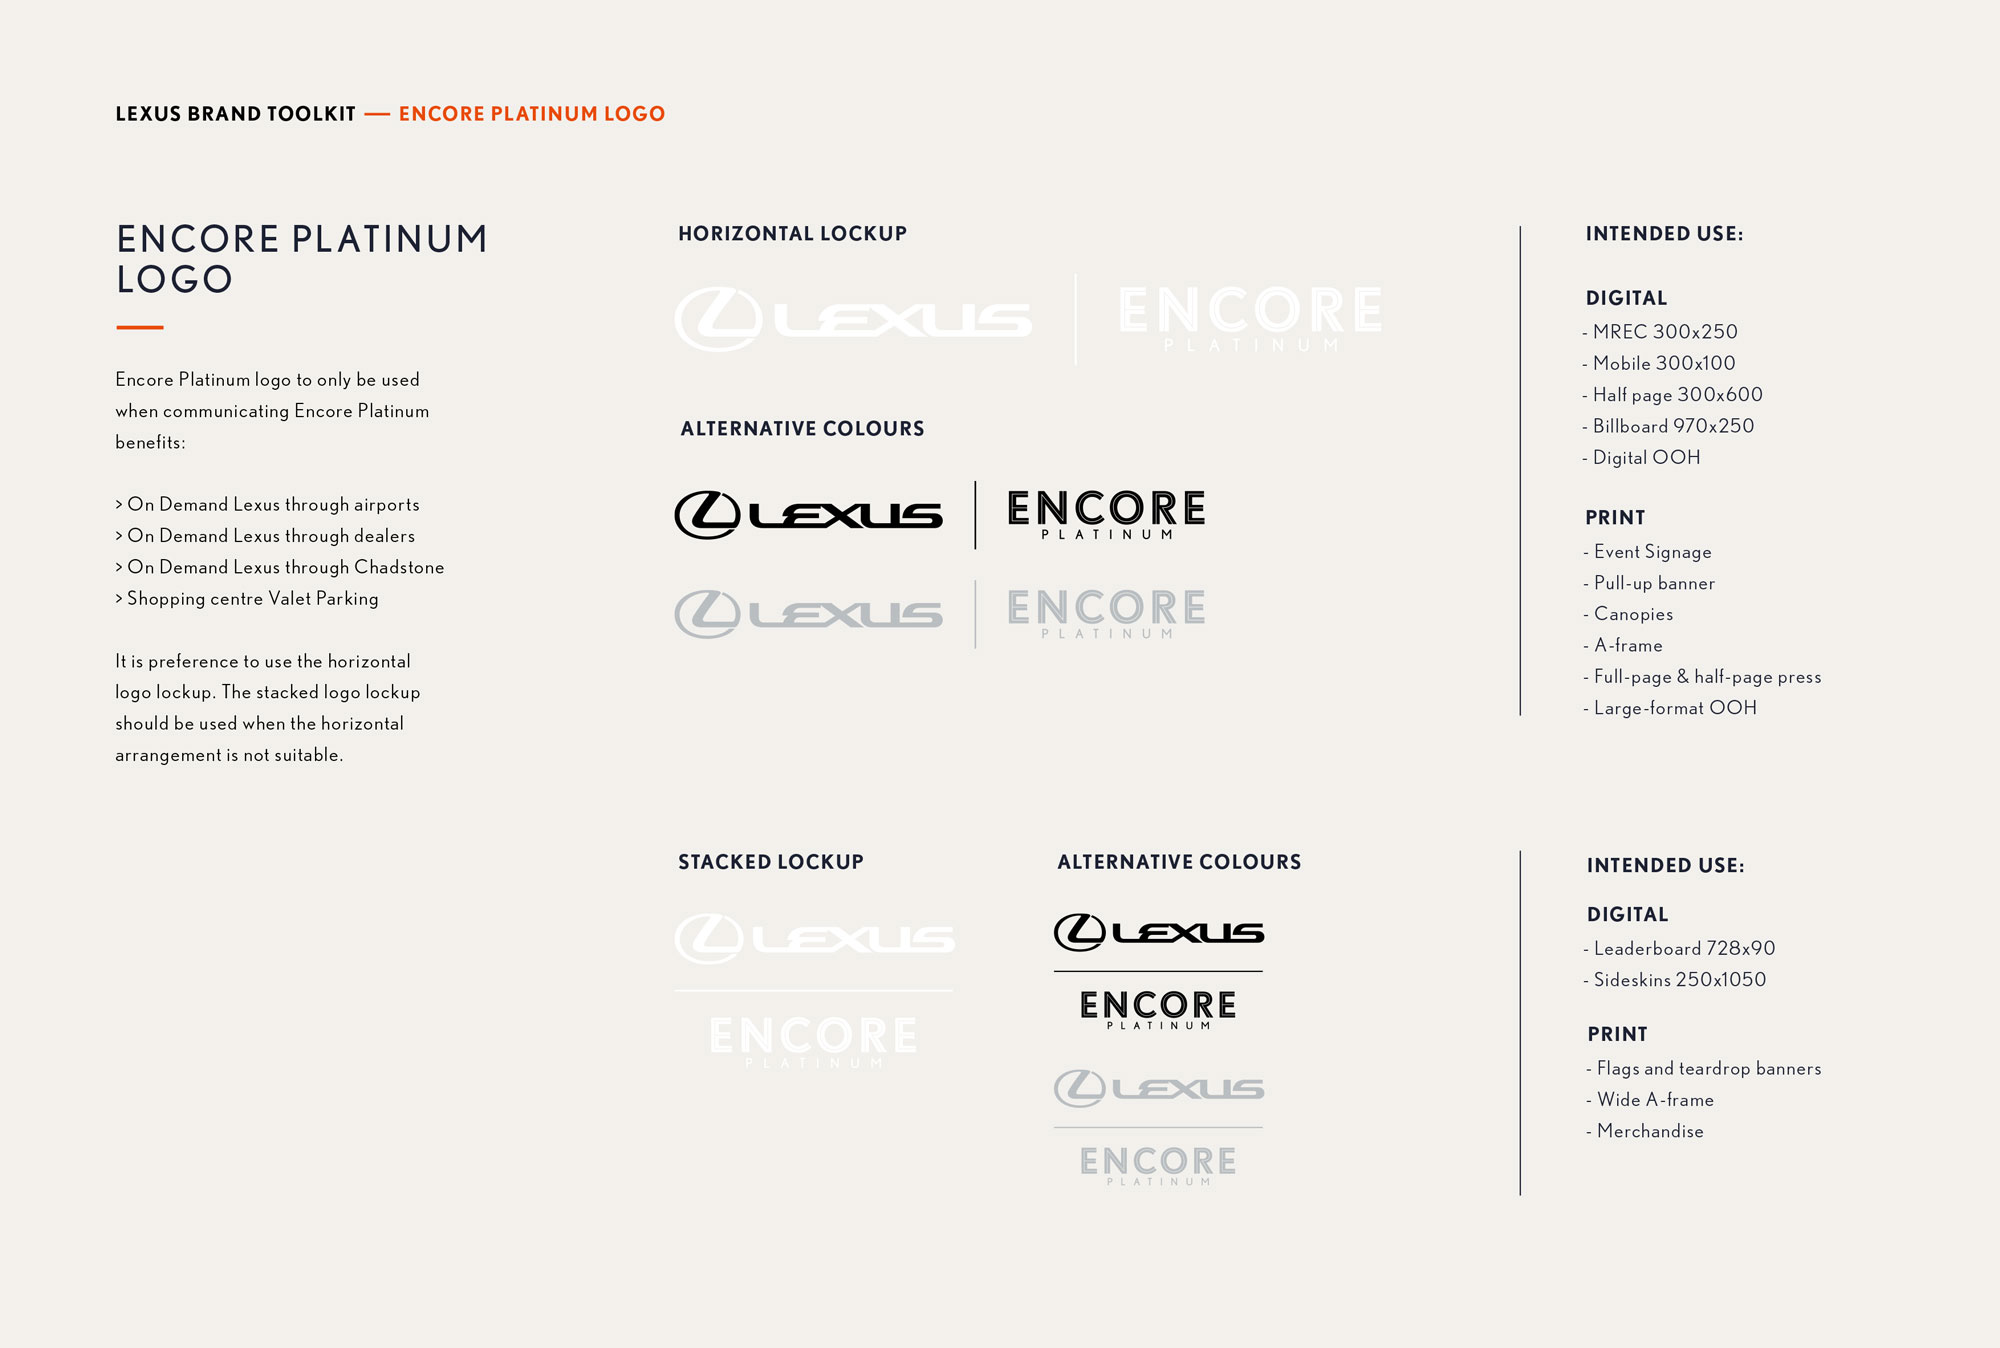 LEXUS BRAND TOOLKIT — ENCORE PLATINUM LOGO
ENCORE PLATINUM
LOGO
Encore Platinum logo to only be used
when communicating Encore Platinum
benefits:
> On Demand Lexus through airports
> On Demand Lexus through dealers
> On Demand Lexus through Chadstone
> Shopping centre Valet Parking
It is preference to use the horizontal
logo lockup. The stacked logo lockup
should be used when the horizontal
arrangement is not suitable.
HORIZONTAL LOCKUP
LEXUS | ENCORE
PLATINUM
ALTERNATIVE COLOURS
LEXUS | ENCORE
PLATINUM
LEXUS | ENCORE
PLATINUM
INTENDED USE:
DIGITAL
- MREC 300x250
- Mobile 300x100
- Half page 300x600
- Billboard 970x250
- Digital OOH
PRINT
- Event Signage
- Pull-up banner
- Canopies
- A-frame
- Full-page & half-page press
- Large-format OOH
STACKED LOCKUP
LEXUS
ENCORE
PLATINUM
ALTERNATIVE COLOURS
LEXUS
ENCORE
PLATINUM
LEXUS
ENCORE
PLATINUM
INTENDED USE:
DIGITAL
- Leaderboard 728x90
- Sideskins 250x1050
PRINT
- Flags and teardrop banners
- Wide A-frame
- Merchandise